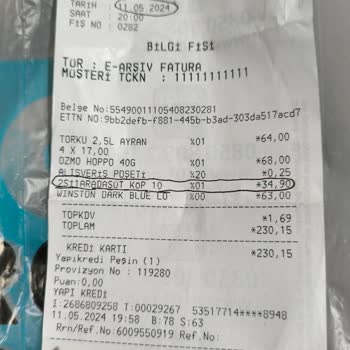 TARİH : 11.05.2024
SAAT : 20:00
FİŞ NO : 0282
BİLGİ FİŞİ
TÜR : E-ARŞİV FATURA
MÜŞTERİ TCKN : 11111111111
Belge No:5549001110540823​0281
ETTN NO:9bb2defb-f881-445b-b3ad-303da517acd7
TORKU 2,5L AYRAN %01 *64,00
4 X 17,00
OZMO HOPPO 40G %01 *68,00
ALIŞVERİŞ POŞETİ %20 *0,25
%01 *34,90
WINSTON DARK BLUE LO %00 *63,00
TOPKDV *1,69
TOPLAM *230,15
KREDİ KARTI *230,15
Yapıkredi Peşin (1)
Provizyon No : 119280
Puan:0,00
YAPI KREDİ
I:2686809258 T:00029267 53517714****8948
11.05.2024 19:58 B:78 S:63
Rrn/Ref.No:6009550919 Ref.No: